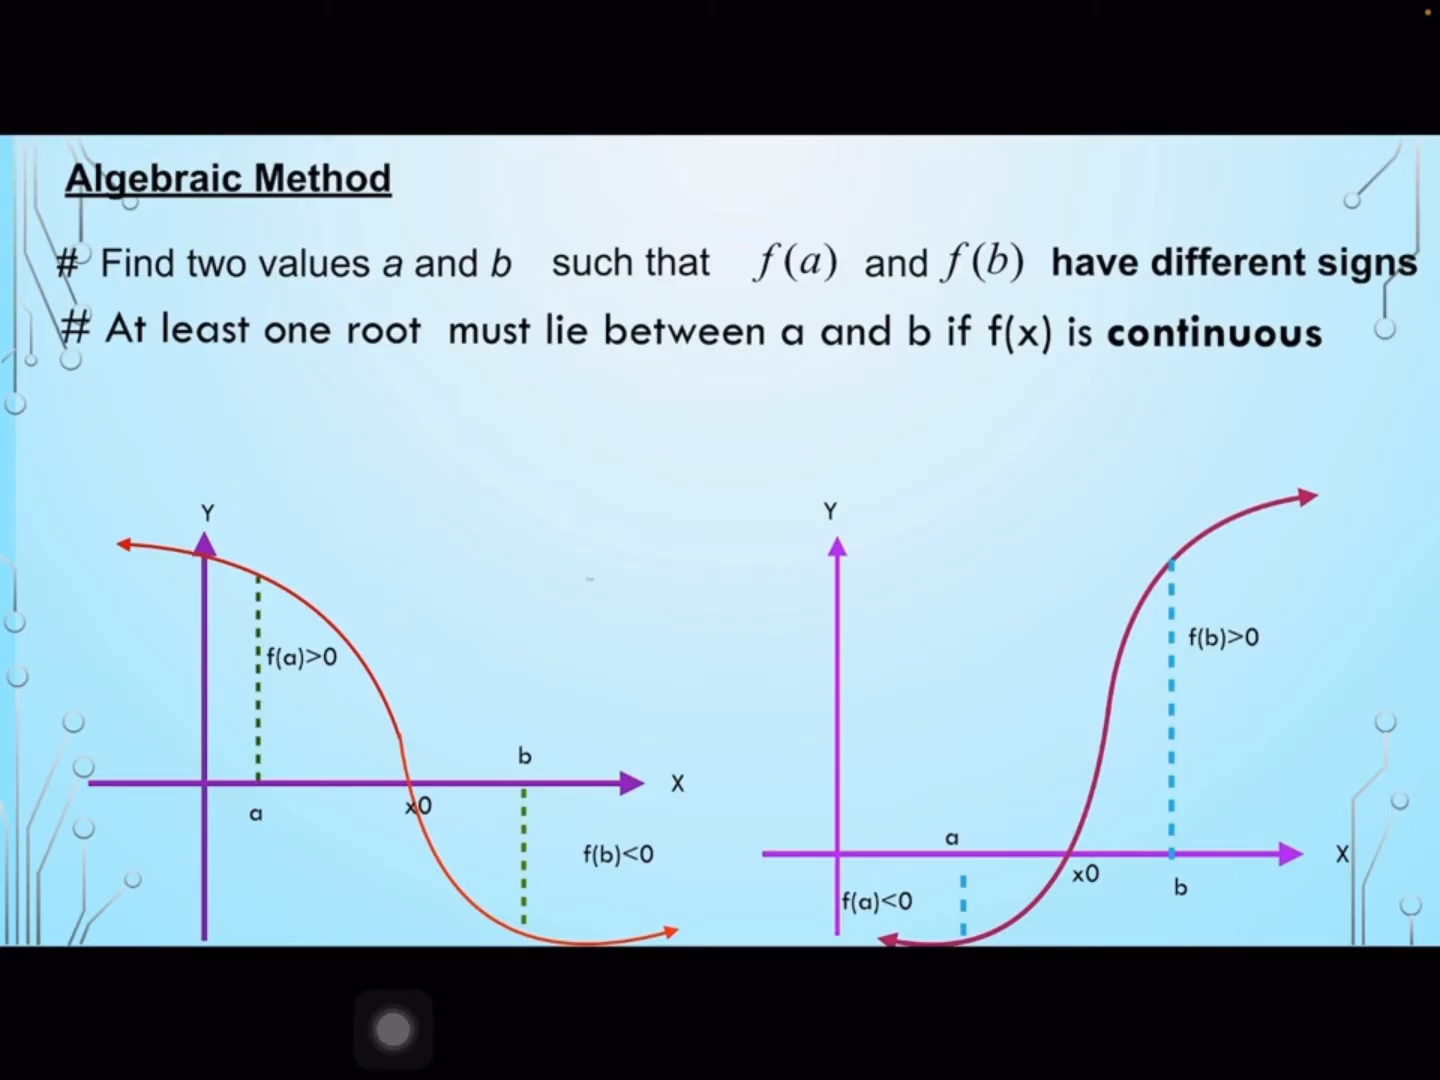 Algebraic Method
# Find two values a and b such that f(a) and f(b) have different signs
# At least one root must lie between a and b if f(x) is continuous
Y
f(a)>0
b
X
a
x0
f(b)<0
Y
f(b)>0
a
X
x0
b
f(a)<0